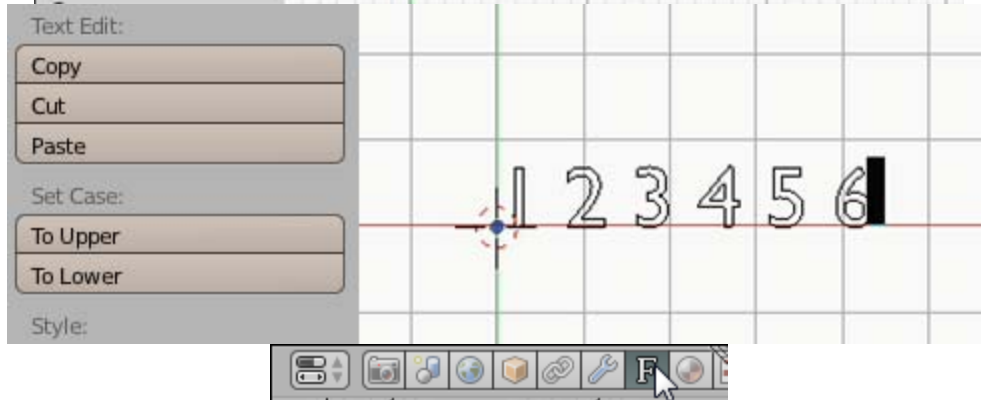 Text Edit:
Copy
Cut
Paste
Set Case:
To Upper
To Lower
Style:
1 2 3 4 5 6
F